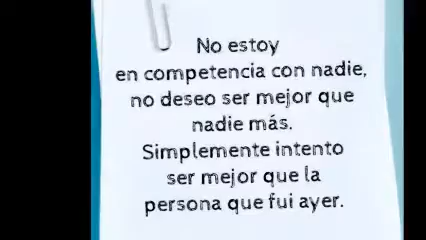 No estoy
en competencia con nadie,
no deseo ser mejor que
nadie más.
Simplemente intento
ser mejor que la
persona que fui ayer.